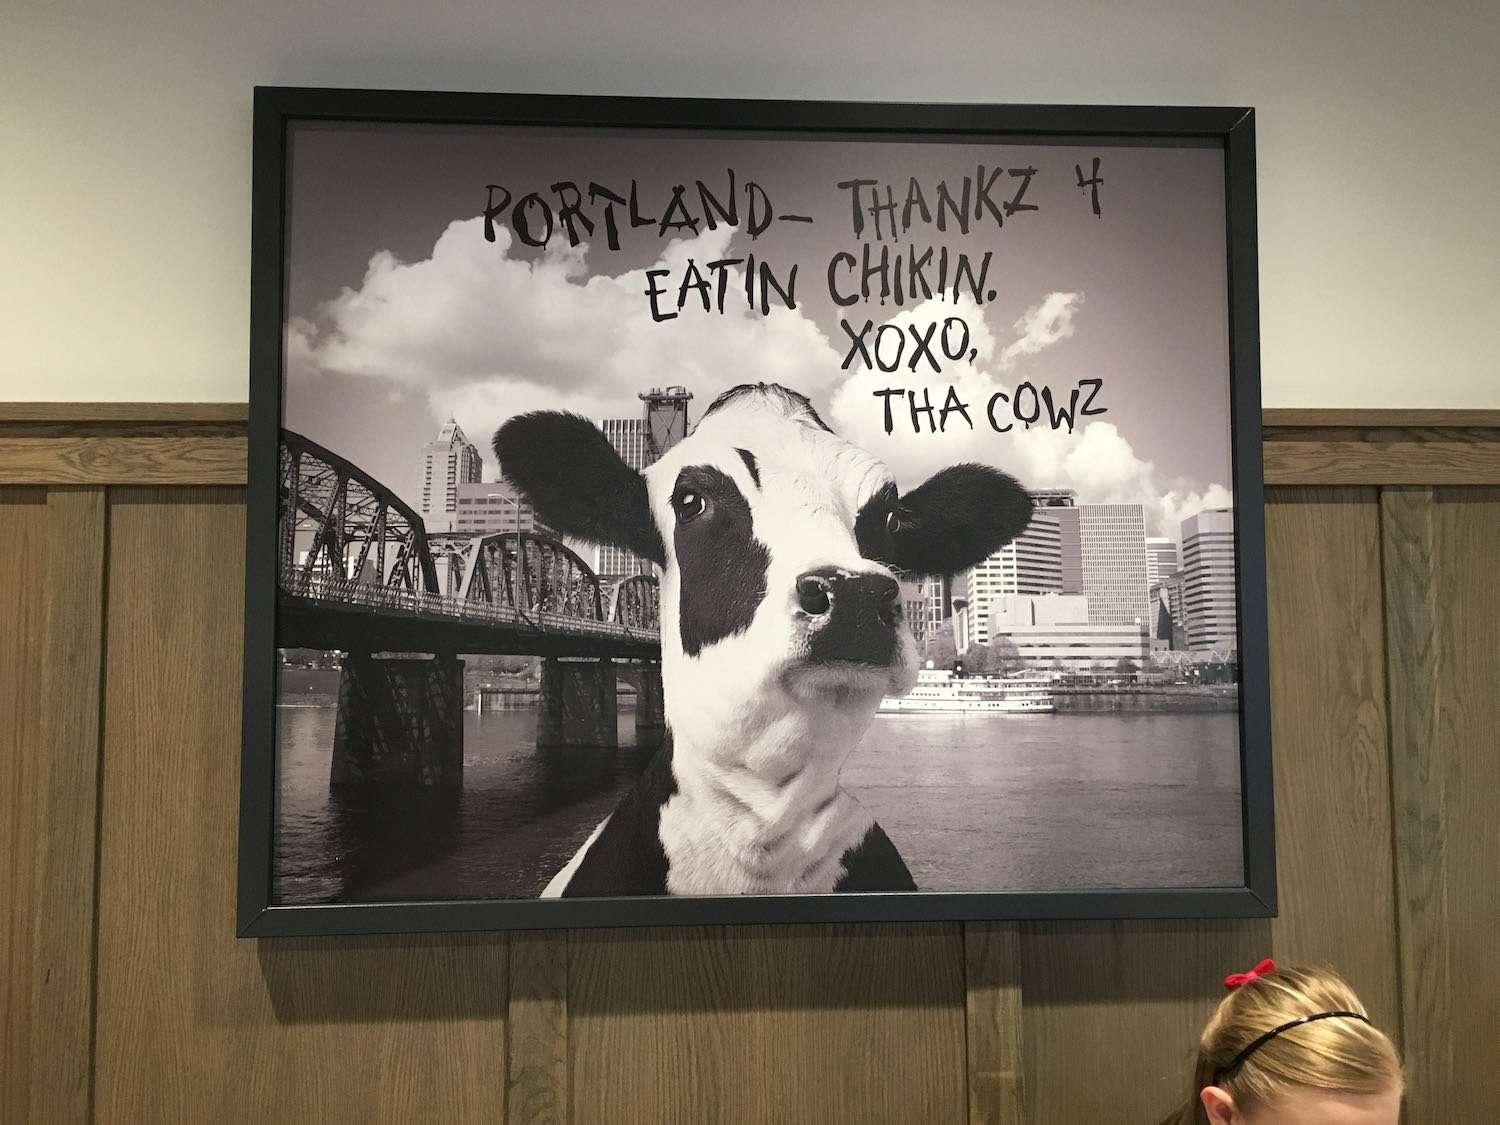 PORTLAND— THANKZ 4
EATIN CHIKIN.
XOXO,
THA COWZ